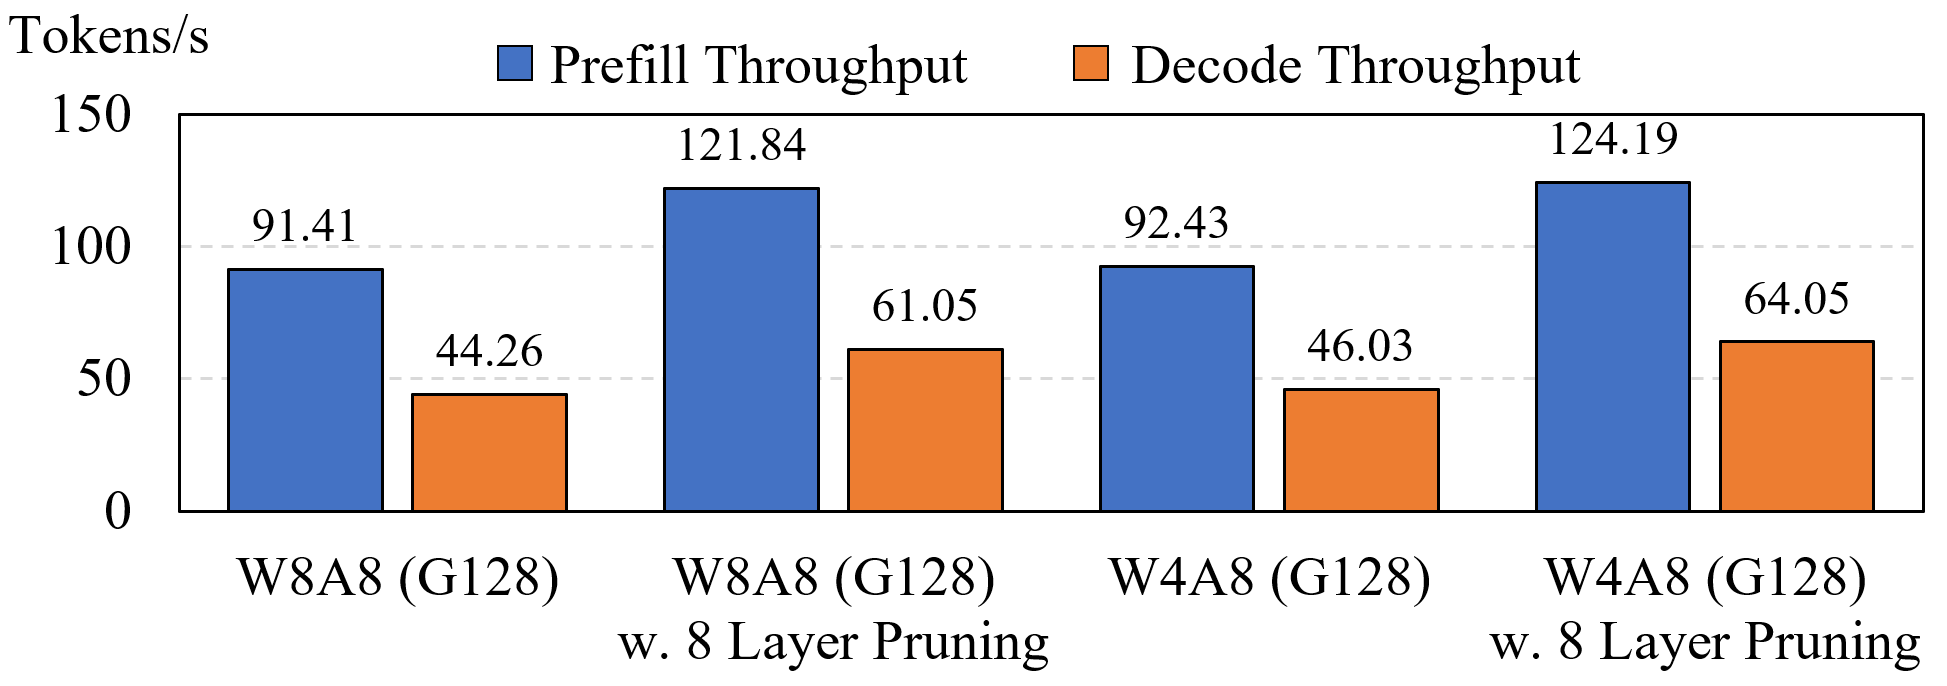 Tokens/s
Prefill Throughput
Decode Throughput
150
100
50
0
91.41
44.26
121.84
61.05
92.43
46.03
124.19
64.05
W8A8 (G128)
W8A8 (G128)
w. 8 Layer Pruning
W4A8 (G128)
W4A8 (G128)
w. 8 Layer Pruning